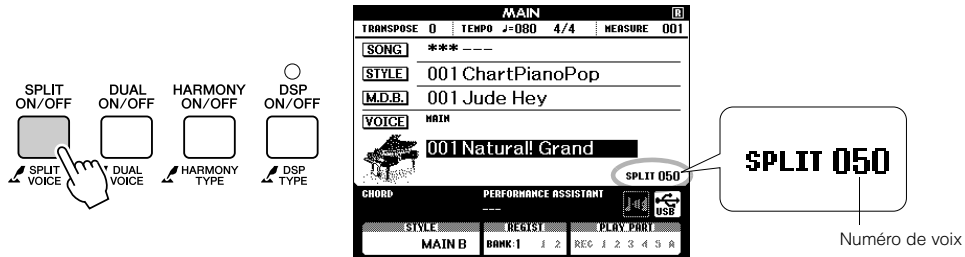 SPLIT ON/OFF
DUAL ON/OFF
HARMONY ON/OFF
DSP ON/OFF
SPLIT VOICE
DUAL VOICE
HARMONY TYPE
DSP TYPE
MAIN R
TRANSPOSE 0 TEMPO ♩=080 4/4 MEASURE 001
SONG *** ---
STYLE 001 ChartPianoPop
M.D.B. 001 Jude Hey
VOICE MAIN
001 Natural! Grand
SPLIT 050
CHORD PERFORMANCE ASSISTANT
---
USB
STYLE REGIST PLAY PART
MAIN B BANK:1 1 2 REC 1 2 3 4 5 A
SPLIT 050
Numéro de voix